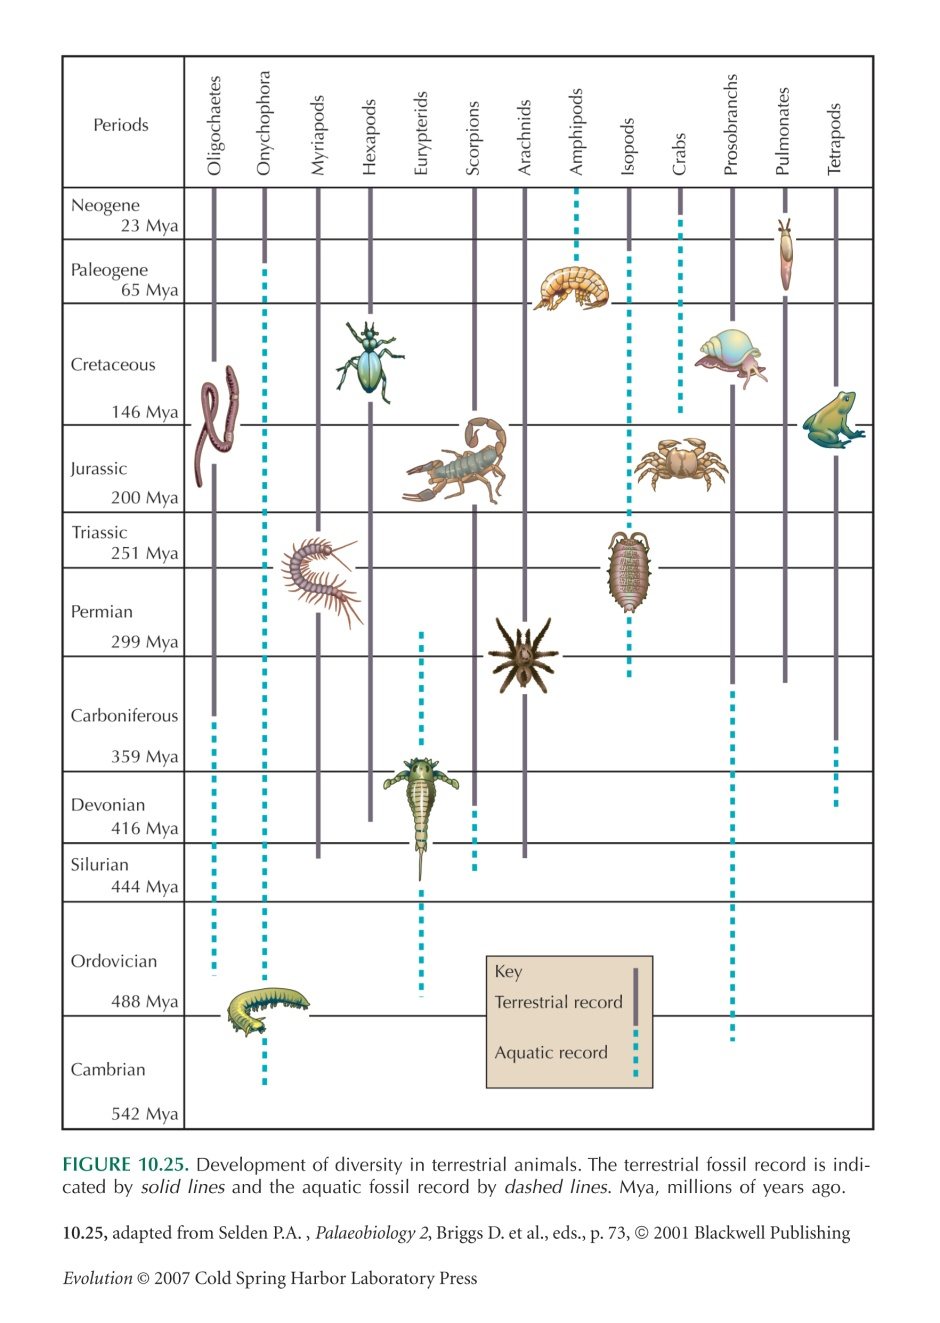 Periods
Oligochaetes
Onychophora
Myriapods
Hexapods
Eurypterids
Scorpions
Arachnids
Amphipods
Isopods
Crabs
Prosobranchs
Pulmonates
Tetrapods
Neogene
23 Mya
Paleogene
65 Mya
Cretaceous
146 Mya
Jurassic
200 Mya
Triassic
251 Mya
Permian
299 Mya
Carboniferous
359 Mya
Devonian
416 Mya
Silurian
444 Mya
Ordovician
488 Mya
Cambrian
542 Mya
Key
Terrestrial record
Aquatic record
FIGURE 10.25. Development of diversity in terrestrial animals. The terrestrial fossil record is indi-
cated by solid lines and the aquatic fossil record by dashed lines. Mya, millions of years ago.
10.25, adapted from Selden P.A. , Palaeobiology 2, Briggs D. et al., eds., p. 73, © 2001 Blackwell Publishing
Evolution © 2007 Cold Spring Harbor Laboratory Press